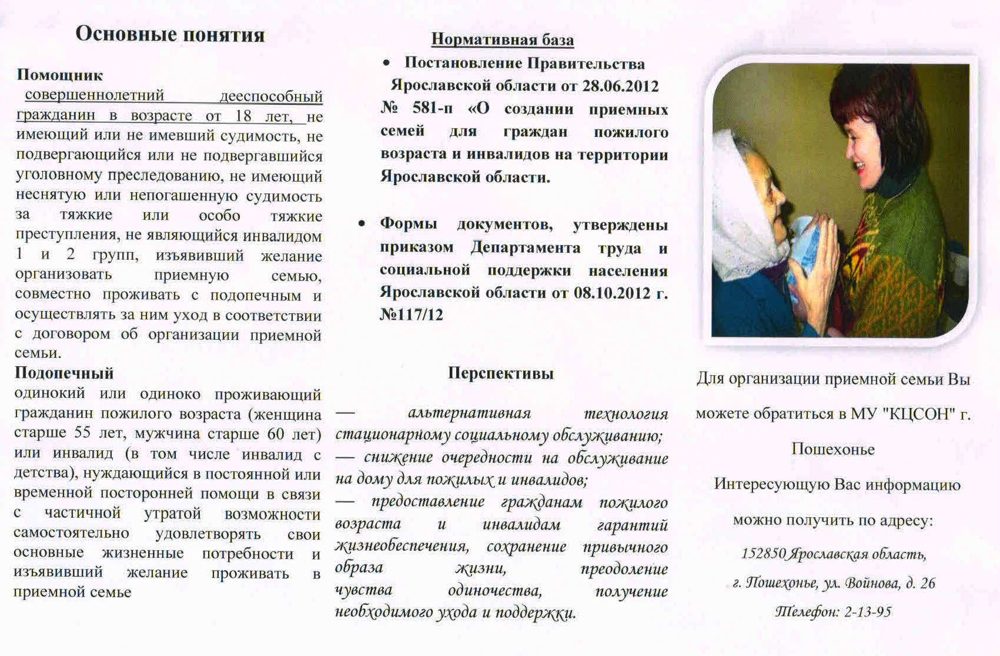 Основные понятия
Помощник
совершеннолетний дееспособный
гражданин в возрасте от 18 лет, не
имеющий или не имевший судимость, не
подвергающийся или не подвергавшийся
уголовному преследованию, не имеющий
неснятую или непогашенную судимость
за тяжкие или особо тяжкие
преступления, не являющийся инвалидом
1 и 2 групп, изъявивший желание
организовать приемную семью,
совместно проживать с подопечным и
осуществлять за ним уход в соответствии
с договором об организации приемной
семьи.
Подопечный
одинокий или одиноко проживающий
гражданин пожилого возраста (женщина
старше 55 лет, мужчина старше 60 лет)
или инвалид (в том числе инвалид с
детства), нуждающийся в постоянной или
временной посторонней помощи в связи
с частичной утратой возможности
самостоятельно удовлетворять свои
основные жизненные потребности и
изъявивший желание проживать в
приемной семье
Нормативная база
• Постановление Правительства
Ярославской области от 28.06.2012
№ 581-п «О создании приемных
семей для граждан пожилого
возраста и инвалидов на территории
Ярославской области.
• Формы документов, утверждены
приказом Департамента труда и
социальной поддержки населения
Ярославской области от 08.10.2012 г.
№117/12
Перспективы
— альтернативная технология
стационарному социальному обслуживанию;
— снижение очередности на обслуживание
на дому для пожилых и инвалидов;
— предоставление гражданам пожилого
возраста и инвалидам гарантий
жизнеобеспечения, сохранение привычного
образа жизни, преодоление
чувства одиночества, получение
необходимого ухода и поддержки.
Для организации приемной семьи Вы
можете обратиться в МУ "КЦСОН" г.
Пошехонье
Интересующую Вас информацию
можно получить по адресу:
152850 Ярославская область,
г. Пошехонье, ул. Войнова, д. 26
Телефон: 2-13-95